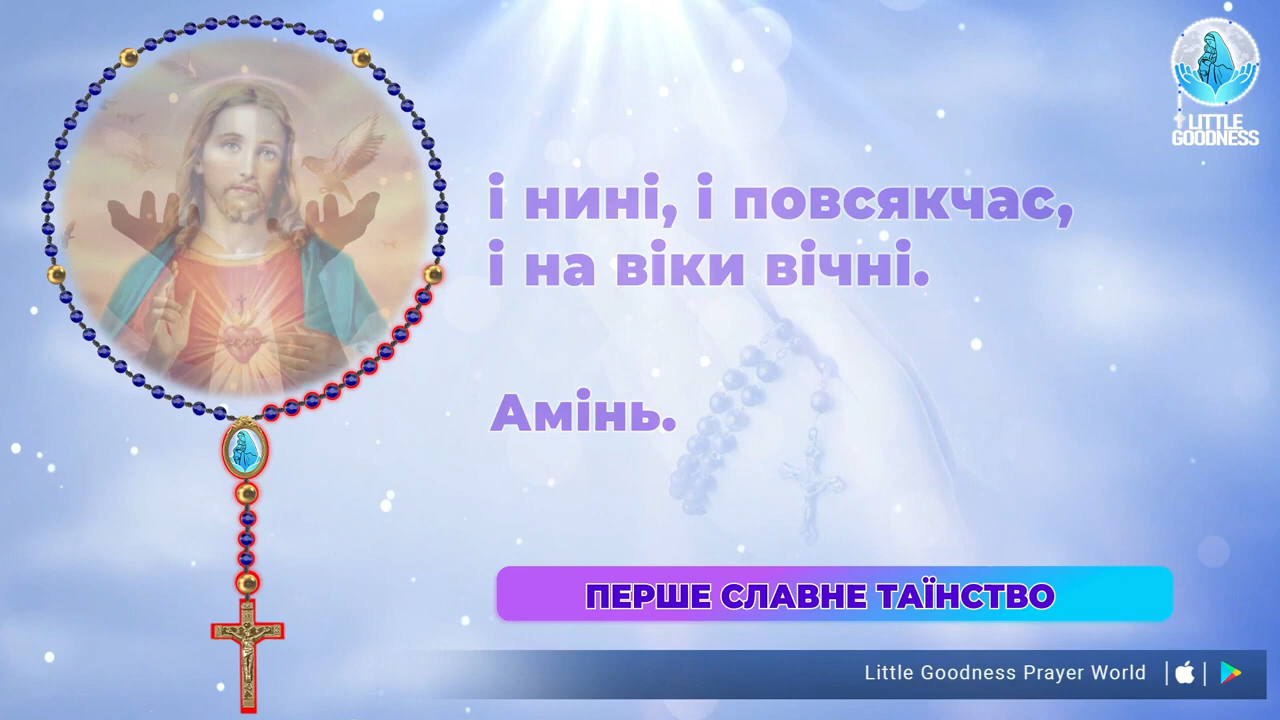 LITTLE
GOODNESS
і нині, і повсякчас,
і на віки вічні.
Амінь.
ПЕРШЕ СЛАВНЕ ТАЇНСТВО
Little Goodness Prayer World